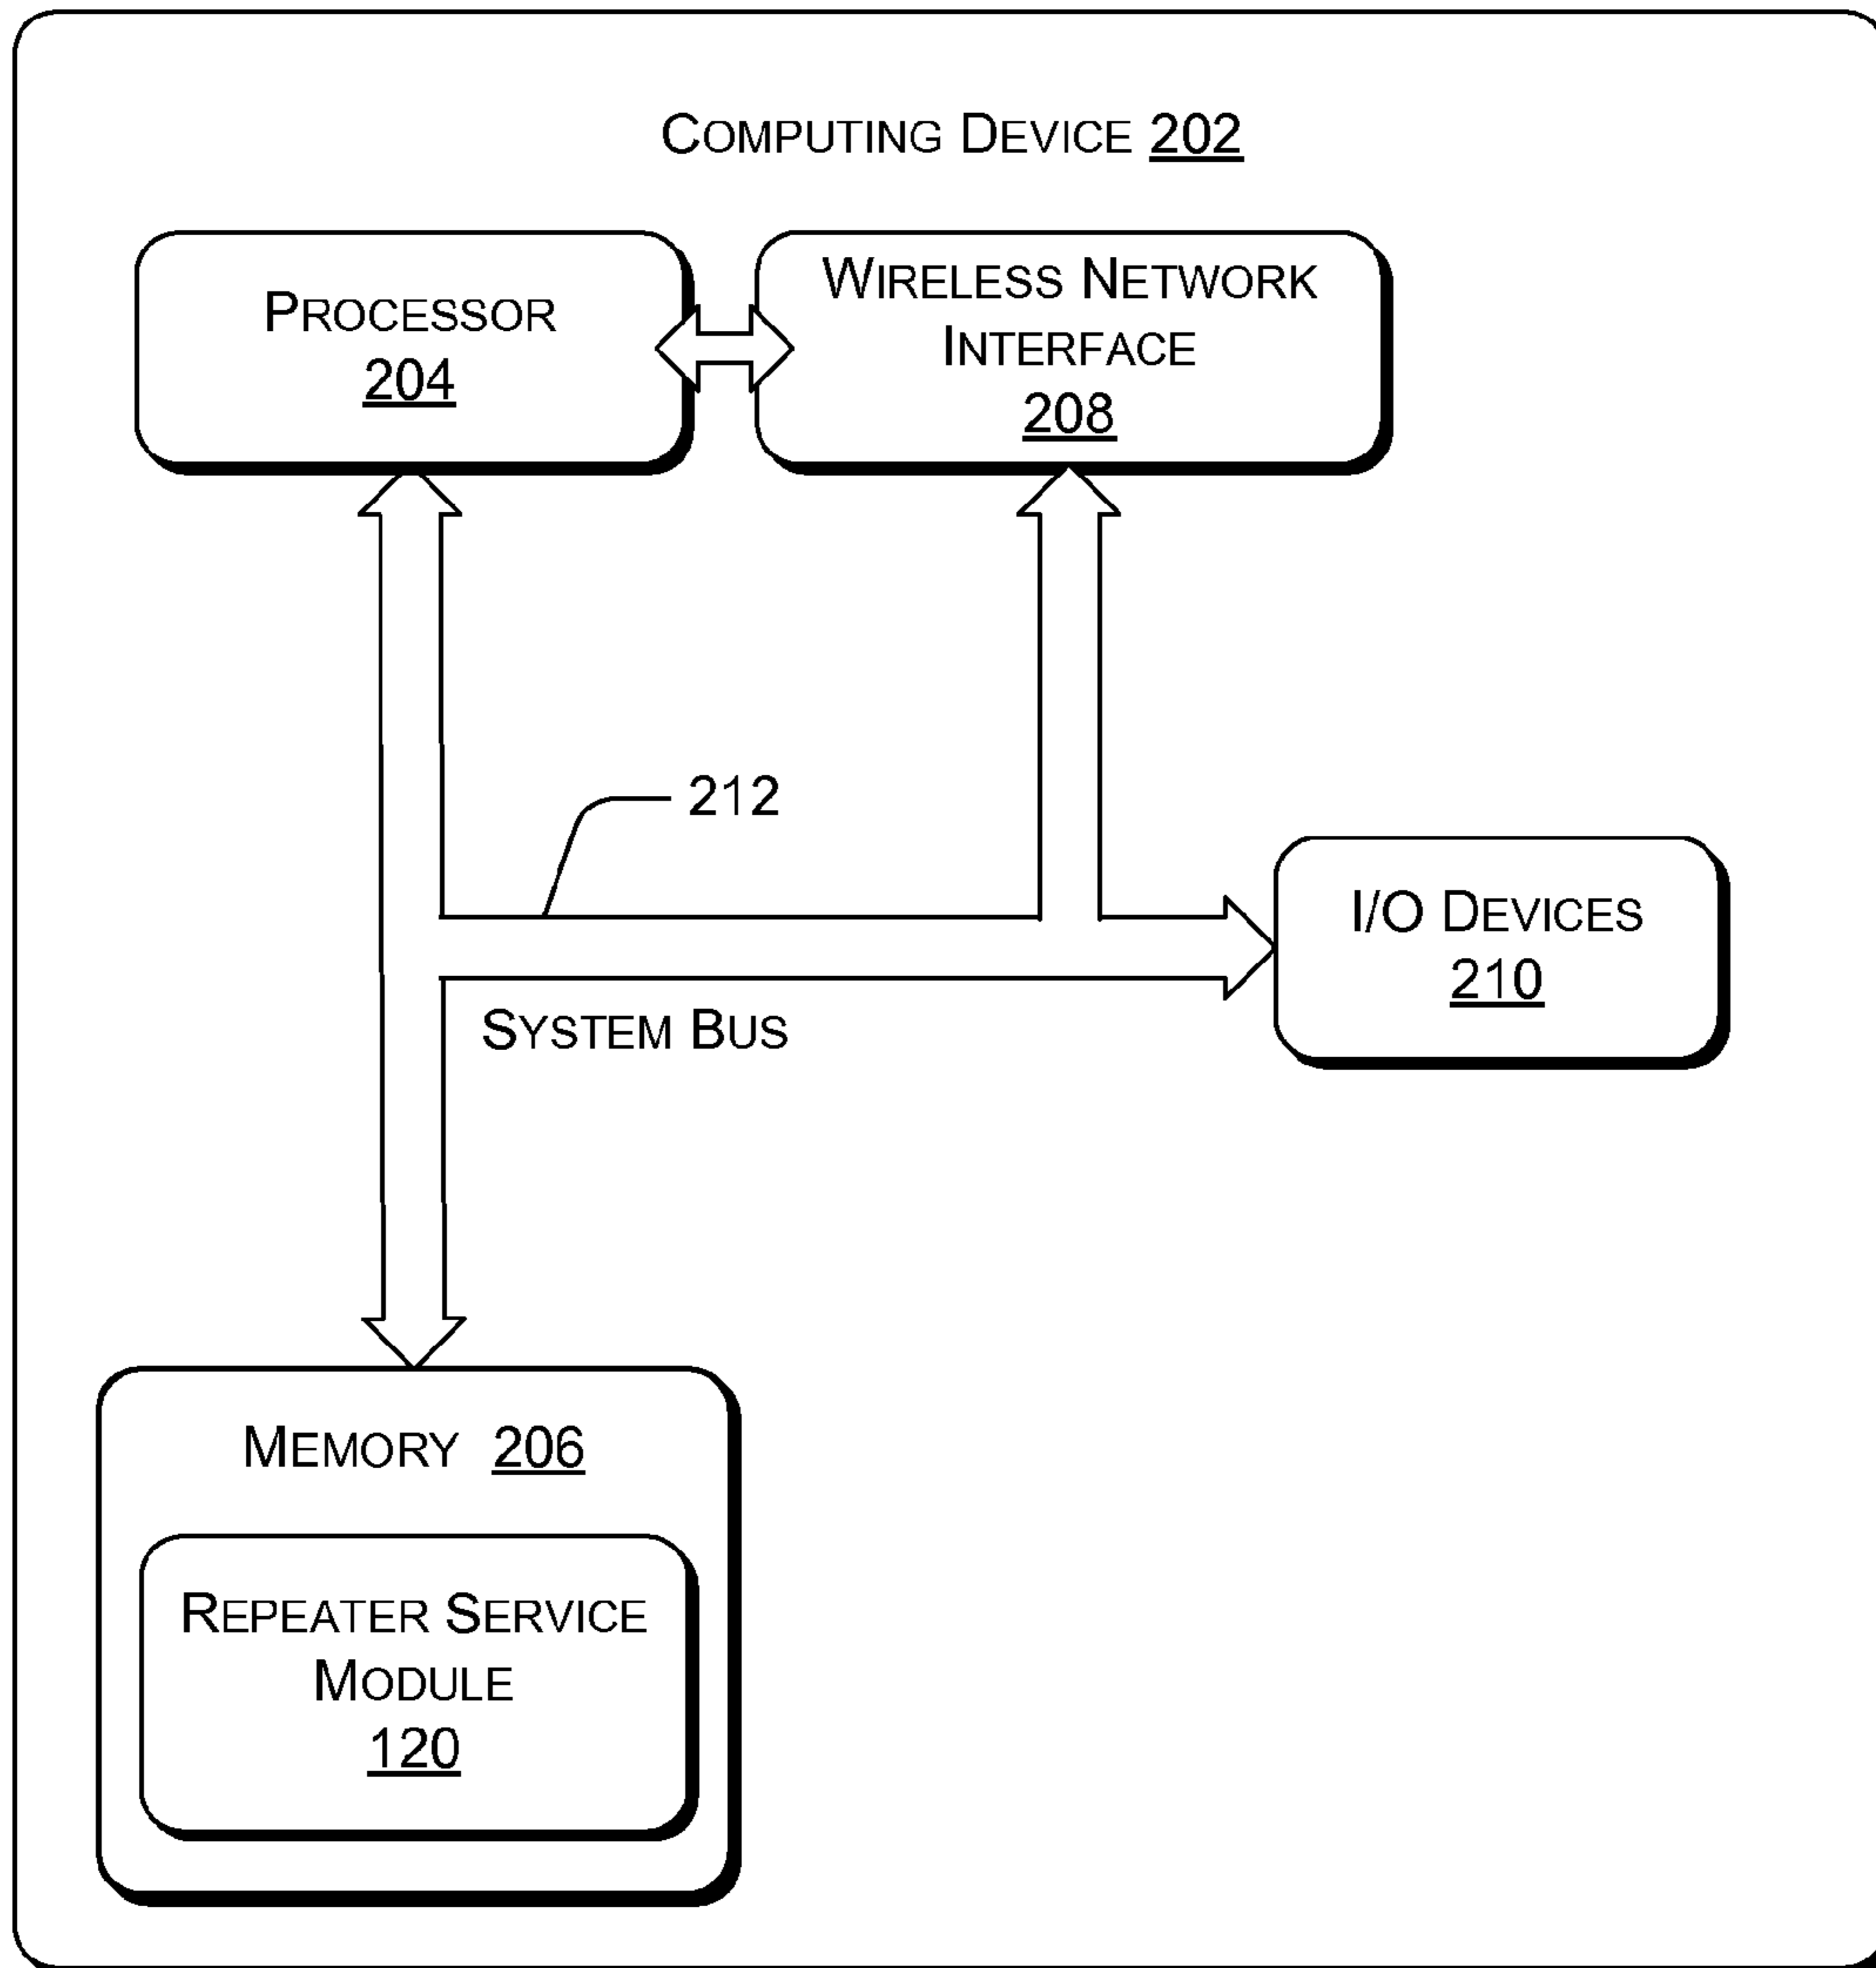 COMPUTING DEVICE 202
PROCESSOR
204
WIRELESS NETWORK
INTERFACE
208
212
I/O DEVICES
210
SYSTEM BUS
MEMORY 206
REPEATER SERVICE
MODULE
120